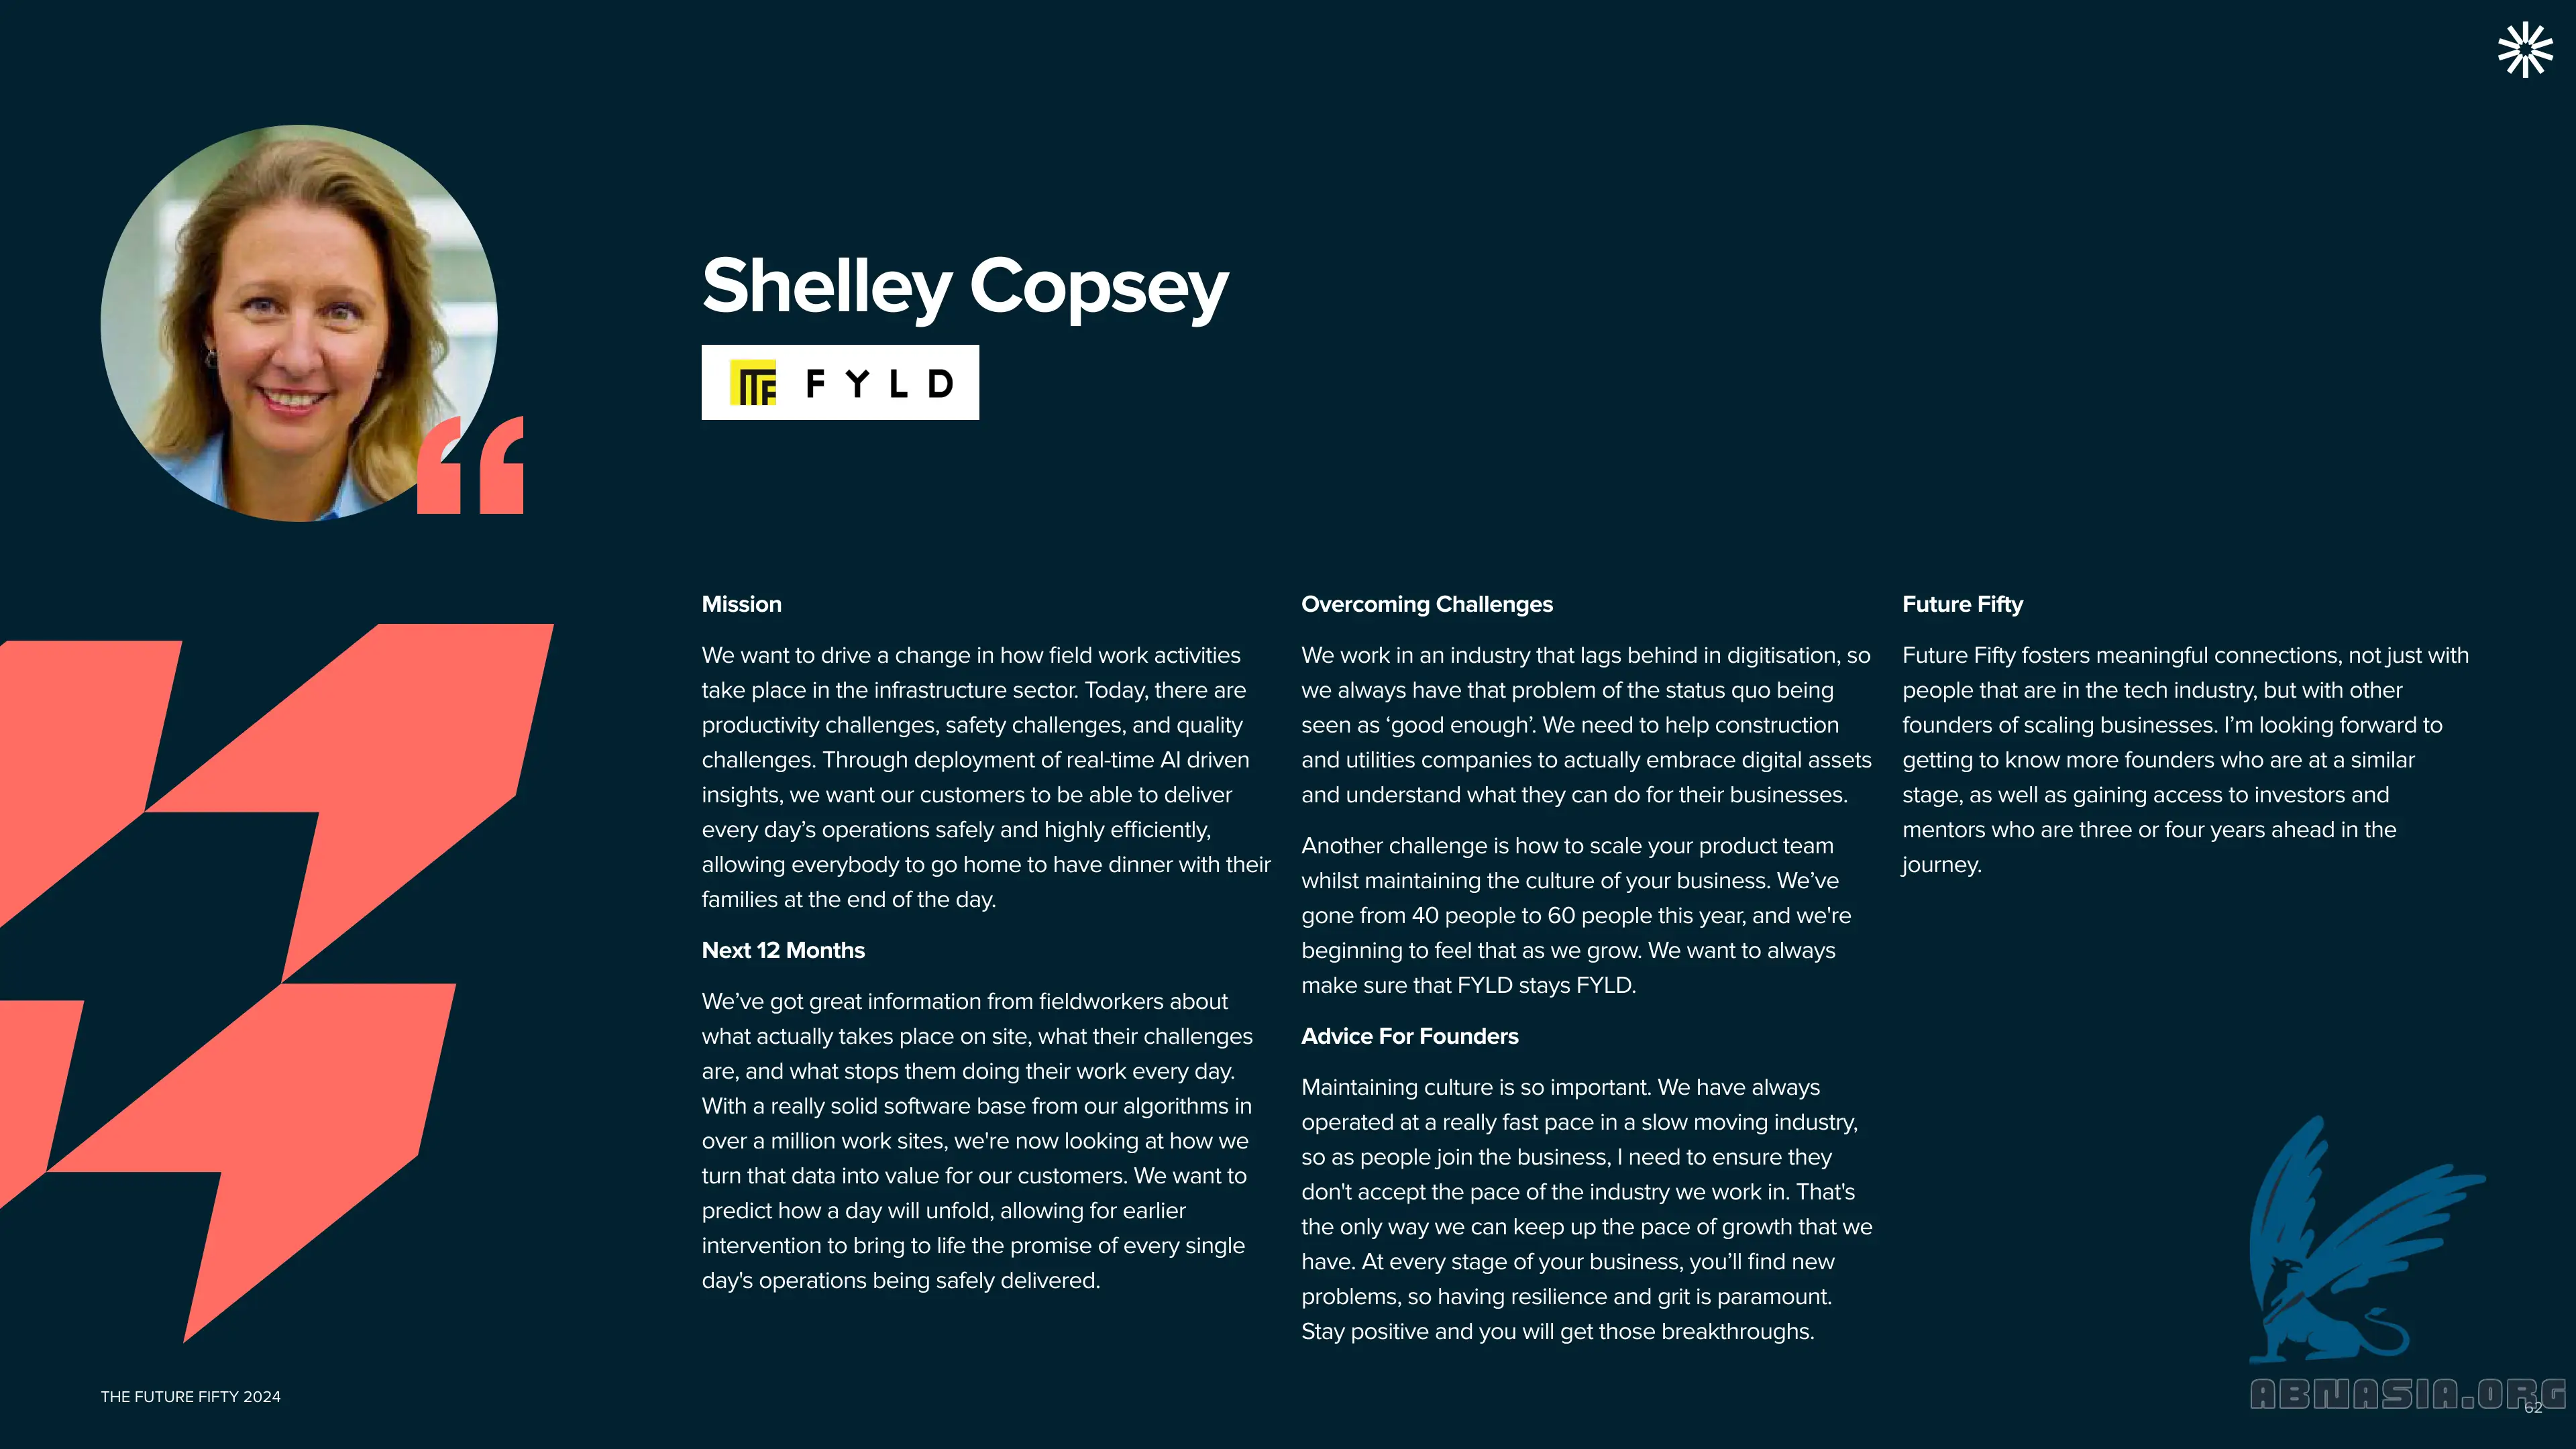 Shelley Copsey
FYLD
Mission
We want to drive a change in how field work activities
take place in the infrastructure sector. Today, there are
productivity challenges, safety challenges, and quality
challenges. Through deployment of real-time AI driven
insights, we want our customers to be able to deliver
every day’s operations safely and highly efficiently,
allowing everybody to go home to have dinner with their
families at the end of the day.
Next 12 Months
We’ve got great information from fieldworkers about
what actually takes place on site, what their challenges
are, and what stops them doing their work every day.
With a really solid software base from our algorithms in
over a million work sites, we're now looking at how we
turn that data into value for our customers. We want to
predict how a day will unfold, allowing for earlier
intervention to bring to life the promise of every single
day's operations being safely delivered.
Overcoming Challenges
We work in an industry that lags behind in digitisation, so
we always have that problem of the status quo being
seen as ‘good enough’. We need to help construction
and utilities companies to actually embrace digital assets
and understand what they can do for their businesses.
Another challenge is how to scale your product team
whilst maintaining the culture of your business. We’ve
gone from 40 people to 60 people this year, and we're
beginning to feel that as we grow. We want to always
make sure that FYLD stays FYLD.
Advice For Founders
Maintaining culture is so important. We have always
operated at a really fast pace in a slow moving industry,
so as people join the business, I need to ensure they
don't accept the pace of the industry we work in. That's
the only way we can keep up the pace of growth that we
have. At every stage of your business, you’ll find new
problems, so having resilience and grit is paramount.
Stay positive and you will get those breakthroughs.
Future Fifty
Future Fifty fosters meaningful connections, not just with
people that are in the tech industry, but with other
founders of scaling businesses. I’m looking forward to
getting to know more founders who are at a similar
stage, as well as gaining access to investors and
mentors who are three or four years ahead in the
journey.
THE FUTURE FIFTY 2024
ABNASIA.ORG
62